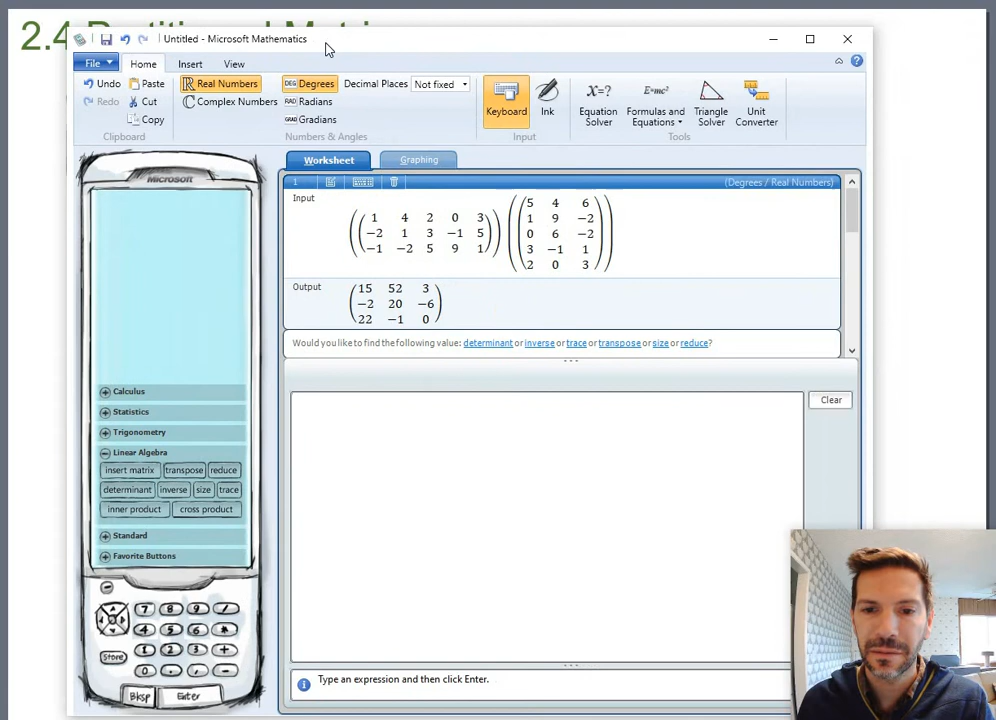 2.4
Untitled - Microsoft Mathematics
File Home Insert View
Undo Paste
Redo Cut
Copy
Clipboard
Real Numbers
Complex Numbers
DEG Degrees
RAD Radians
GRAD Gradians
Decimal Places Not fixed
Numbers & Angles
Keyboard Ink
Input
X=?
Equation Solver
E=mc²
Formulas and Equations
Triangle Solver
Unit Converter
Tools
Microsoft
Worksheet Graphing
1 (Degrees / Real Numbers)
Input
1 4 2 0 3
-2 1 3 -1 5
-1 -2 5 9 1
5 4 6
1 9 -2
0 6 -2
3 -1 1
2 0 3
Output
15 52 3
-2 20 -6
22 -1 0
Would you like to find the following value: determinant or inverse or trace or transpose or size or reduce?
Clear
Calculus
Statistics
Trigonometry
Linear Algebra
insert matrix transpose reduce
determinant inverse size trace
inner product cross product
Standard
Favorite Buttons
7 8 9 /
4 5 6 *
Store 1 2 3 +
0 . , -
Bksp Enter
Type an expression and then click Enter.